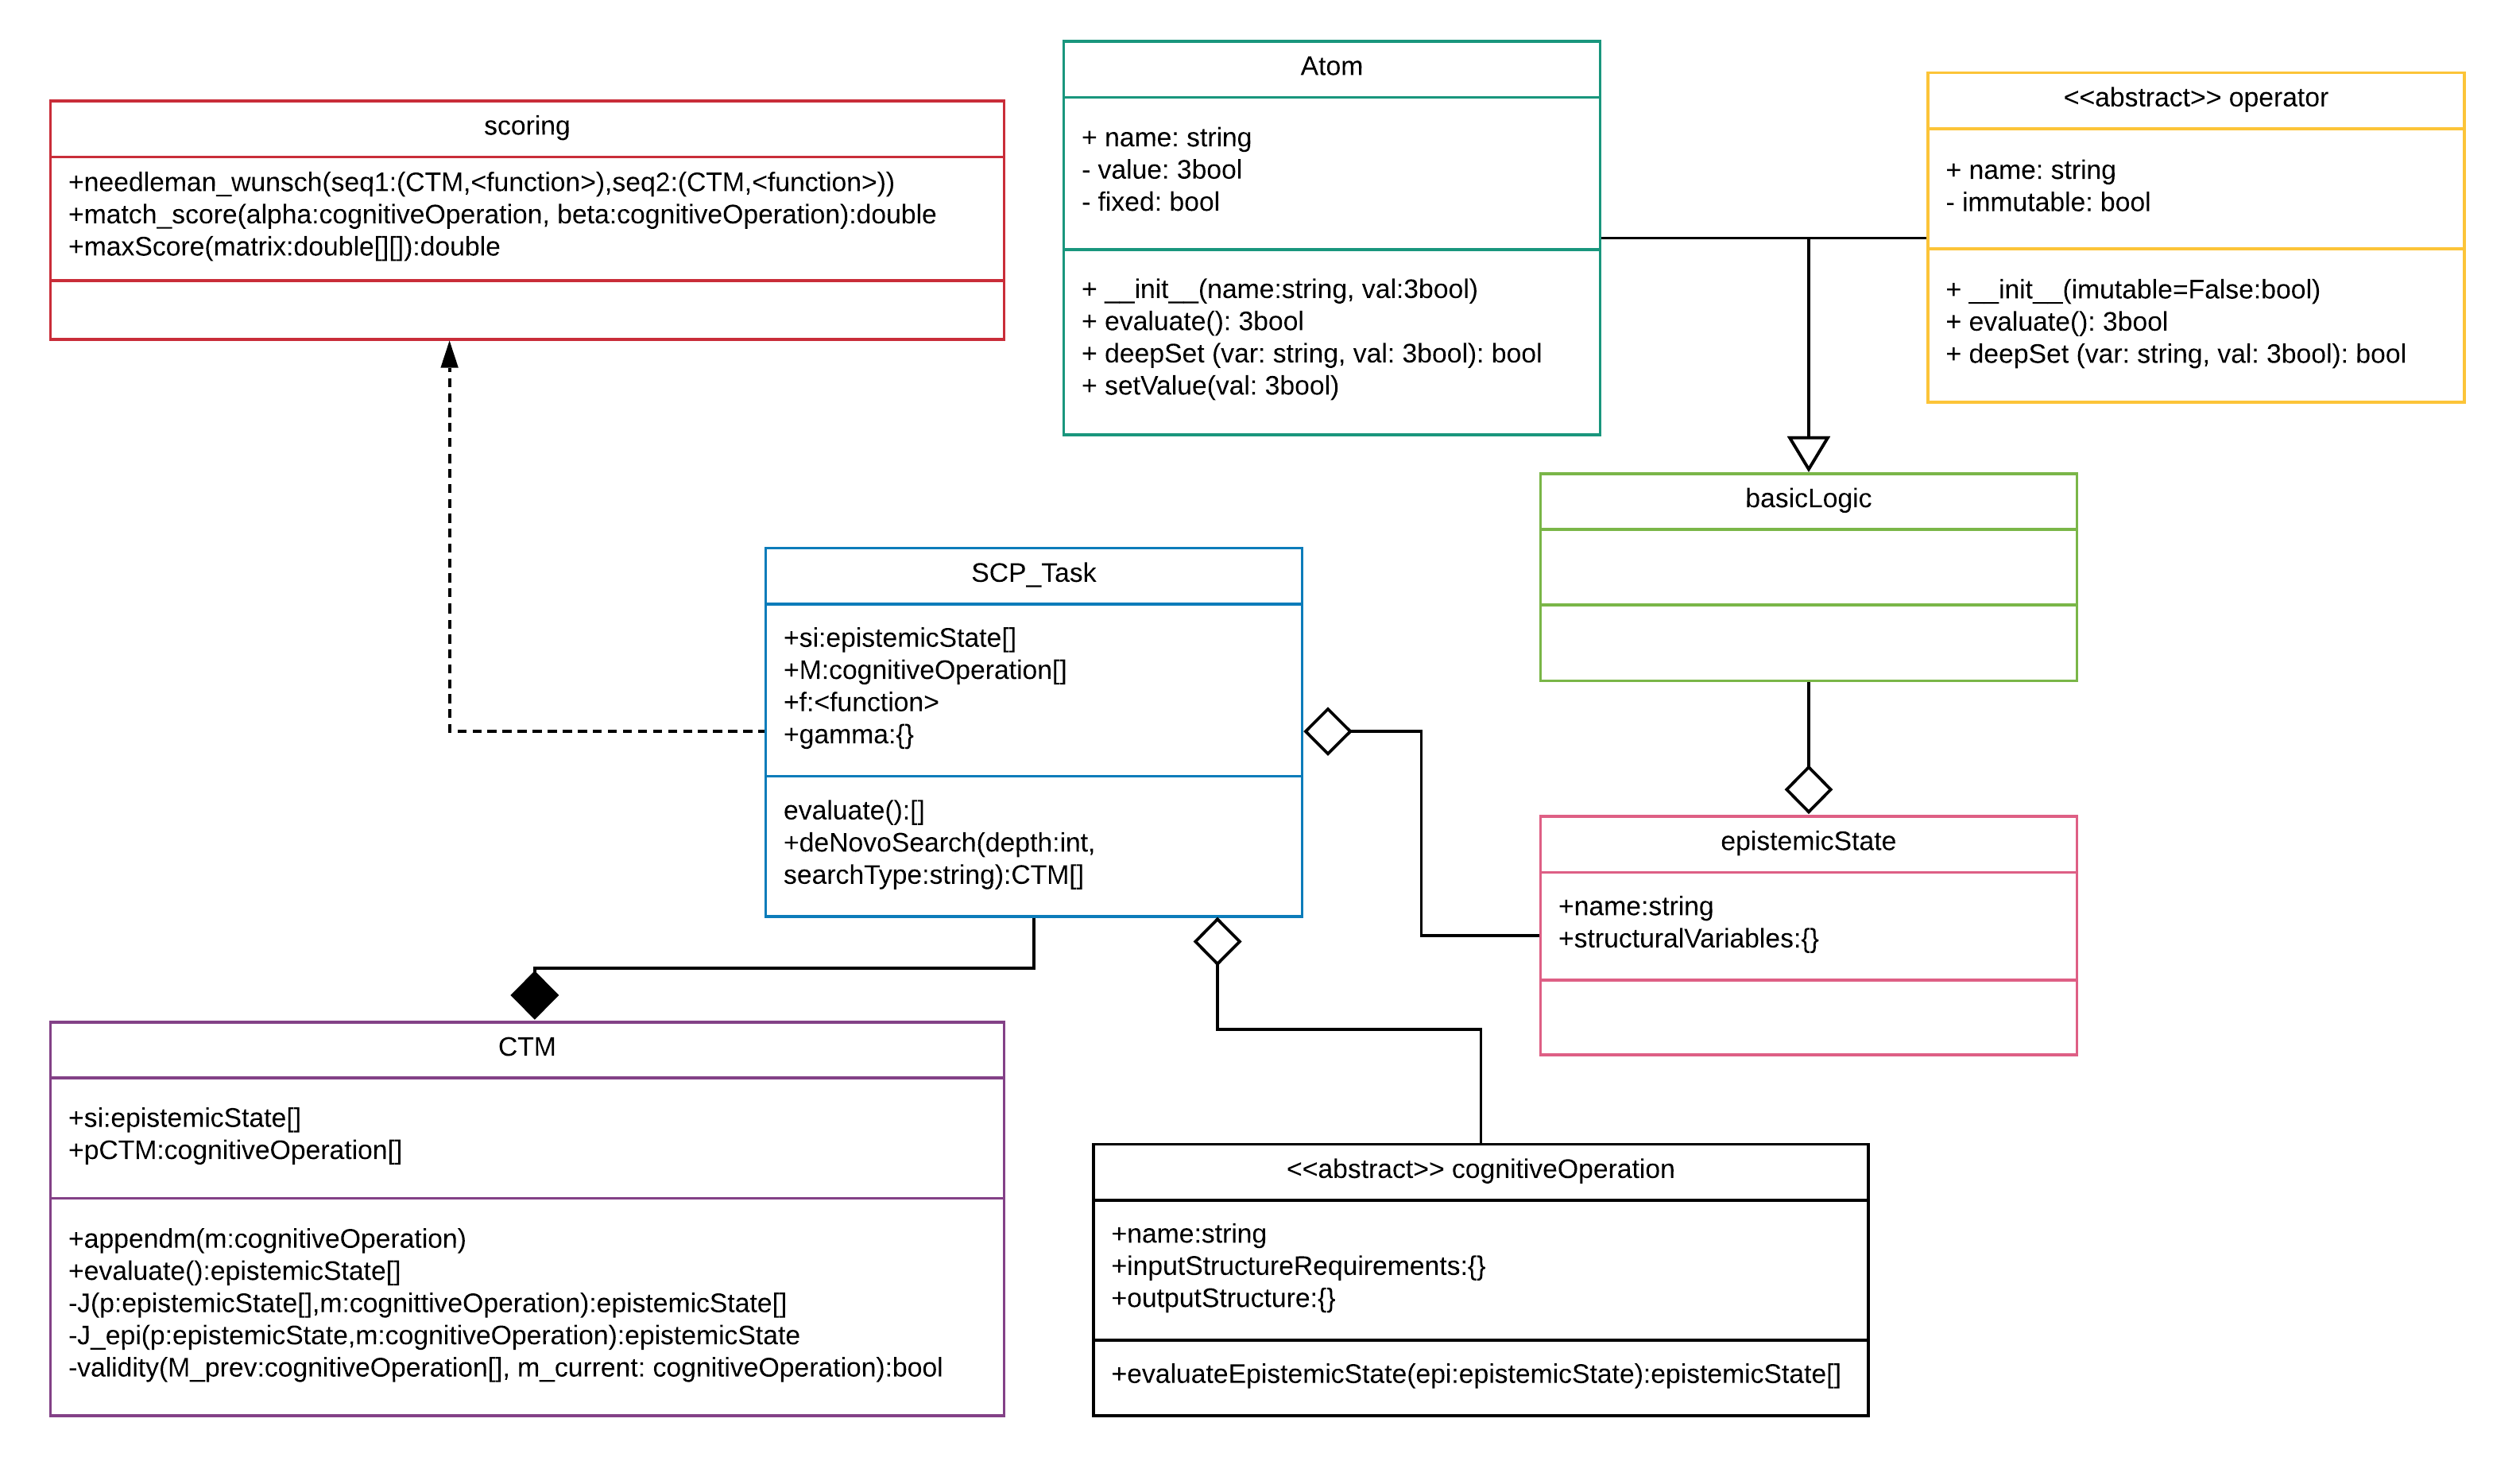 scoring
+needleman_wunsch(seq1:(CTM,<function>),seq2:(CTM,<function>))
+match_score(alpha:cognitiveOperation, beta:cognitiveOperation):double
+maxScore(matrix:double[][]):double
Atom
+ name: string
- value: 3bool
- fixed: bool
+ __init__(name:string, val:3bool)
+ evaluate(): 3bool
+ deepSet (var: string, val: 3bool): bool
+ setValue(val: 3bool)
<<abstract>> operator
+ name: string
- immutable: bool
+ __init__(imutable=False:bool)
+ evaluate(): 3bool
+ deepSet (var: string, val: 3bool): bool
basicLogic
SCP_Task
+si:epistemicState[]
+M:cognitiveOperation[]
+f:<function>
+gamma:{}
evaluate():[]
+deNovoSearch(depth:int,
searchType:string):CTM[]
epistemicState
+name:string
+structuralVariables:{}
CTM
+si:epistemicState[]
+pCTM:cognitiveOperation[]
+appendm(m:cognitiveOperation)
+evaluate():epistemicState[]
-J(p:epistemicState[],m:cognittiveOperation):epistemicState[]
-J_epi(p:epistemicState,m:cognitiveOperation):epistemicState
-validity(M_prev:cognitiveOperation[], m_current: cognitiveOperation):bool
<<abstract>> cognitiveOperation
+name:string
+inputStructureRequirements:{}
+outputStructure:{}
+evaluateEpistemicState(epi:epistemicState):epistemicState[]